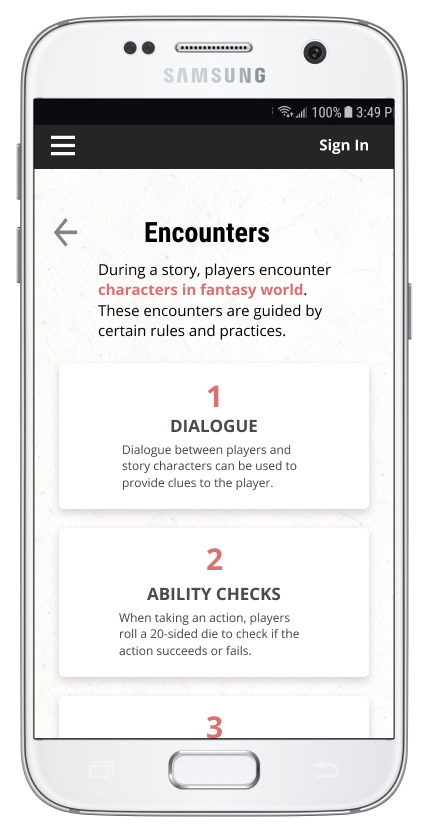 SAMSUNG
100% 3:49 P
Sign In
Encounters
During a story, players encounter
characters in fantasy world.
These encounters are guided by
certain rules and practices.
1
DIALOGUE
Dialogue between players and
story characters can be used to
provide clues to the player.
2
ABILITY CHECKS
When taking an action, players
roll a 20-sided die to check if the
action succeeds or fails.
3